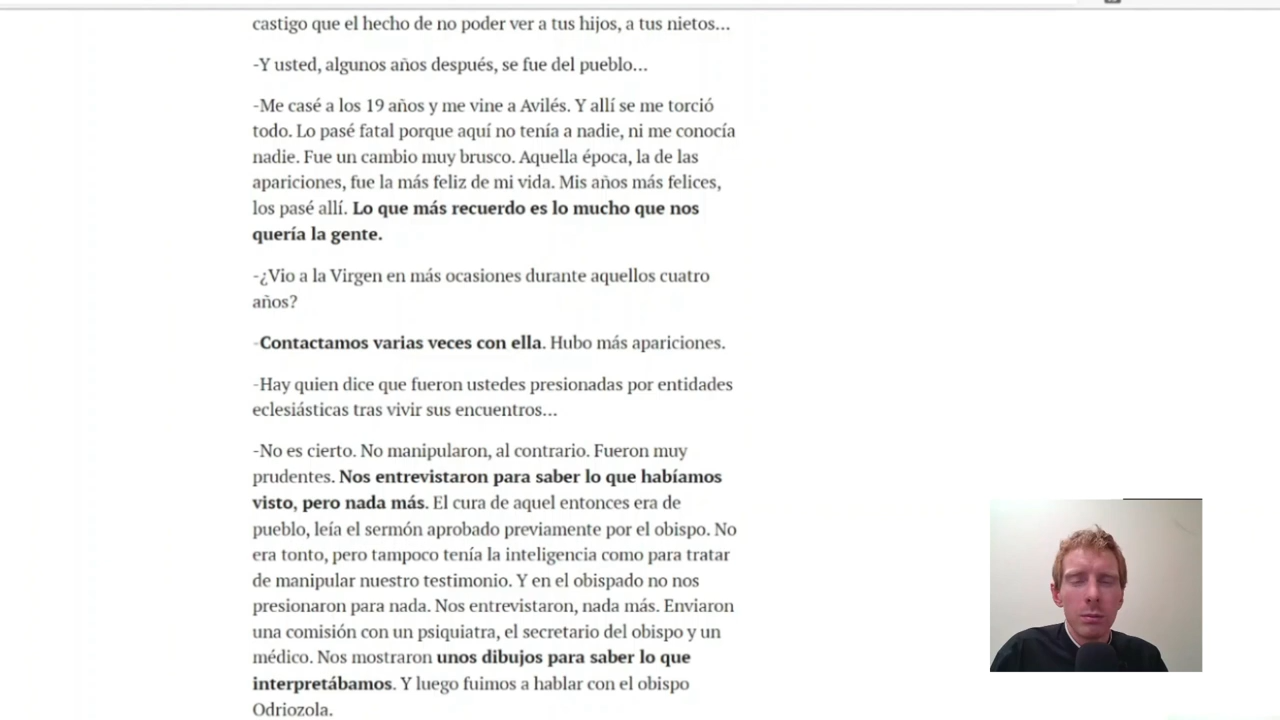 castigo que el hecho de no poder ver a tus hijos, a tus nietos...
-Y usted, algunos años después, se fue del pueblo...
-Me casé a los 19 años y me vine a Avilés. Y allí se me torció
todo. Lo pasé fatal porque aquí no tenía a nadie, ni me conocía
nadie. Fue un cambio muy brusco. Aquella época, la de las
apariciones, fue la más feliz de mi vida. Mis años más felices,
los pasé allí. Lo que más recuerdo es lo mucho que nos
quería la gente.
-¿Vio a la Virgen en más ocasiones durante aquellos cuatro
años?
-Contactamos varias veces con ella. Hubo más apariciones.
-Hay quien dice que fueron ustedes presionadas por entidades
eclesiásticas tras vivir sus encuentros...
-No es cierto. No manipularon, al contrario. Fueron muy
prudentes. Nos entrevistaron para saber lo que habíamos
visto, pero nada más. El cura de aquel entonces era de
pueblo, leía el sermón aprobado previamente por el obispo. No
era tonto, pero tampoco tenía la inteligencia como para tratar
de manipular nuestro testimonio. Y en el obispado no nos
presionaron para nada. Nos entrevistaron, nada más. Enviaron
una comisión con un psiquiatra, el secretario del obispo y un
médico. Nos mostraron unos dibujos para saber lo que
interpretábamos. Y luego fuimos a hablar con el obispo
Odriozola.